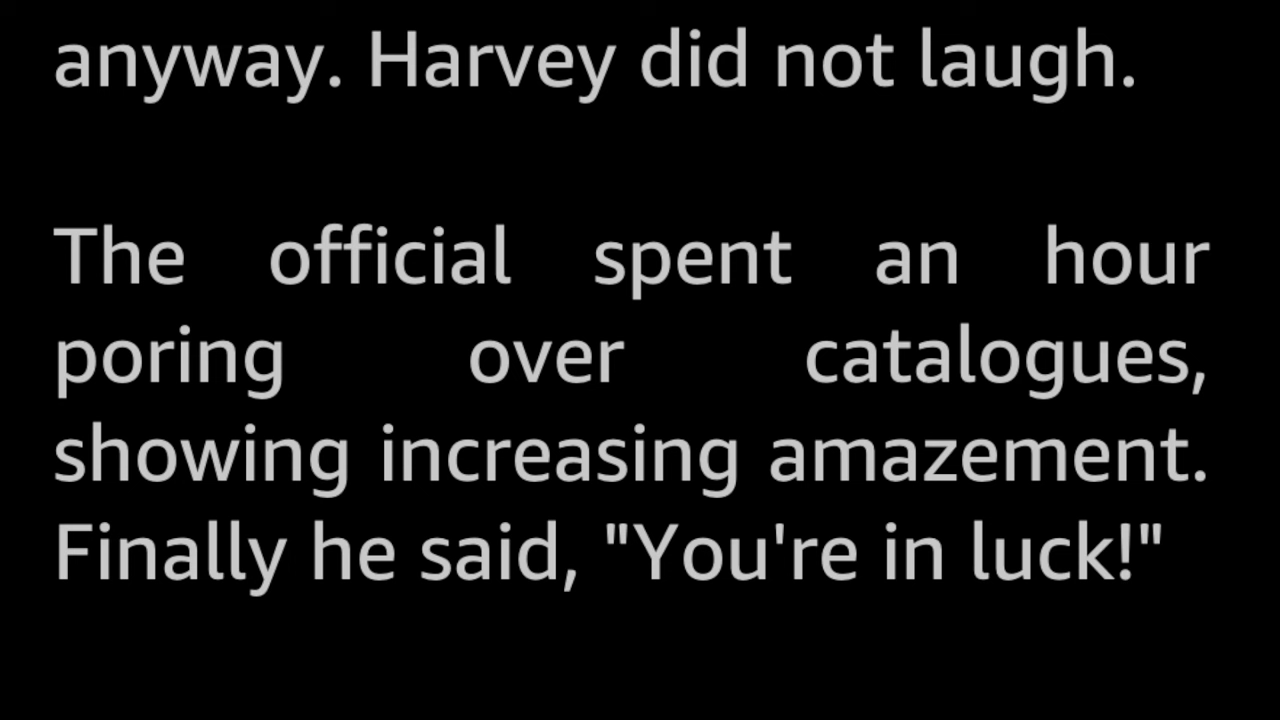 anyway. Harvey did not laugh.
The official spent an hour
poring over catalogues,
showing increasing amazement.
Finally he said, "You're in luck!"